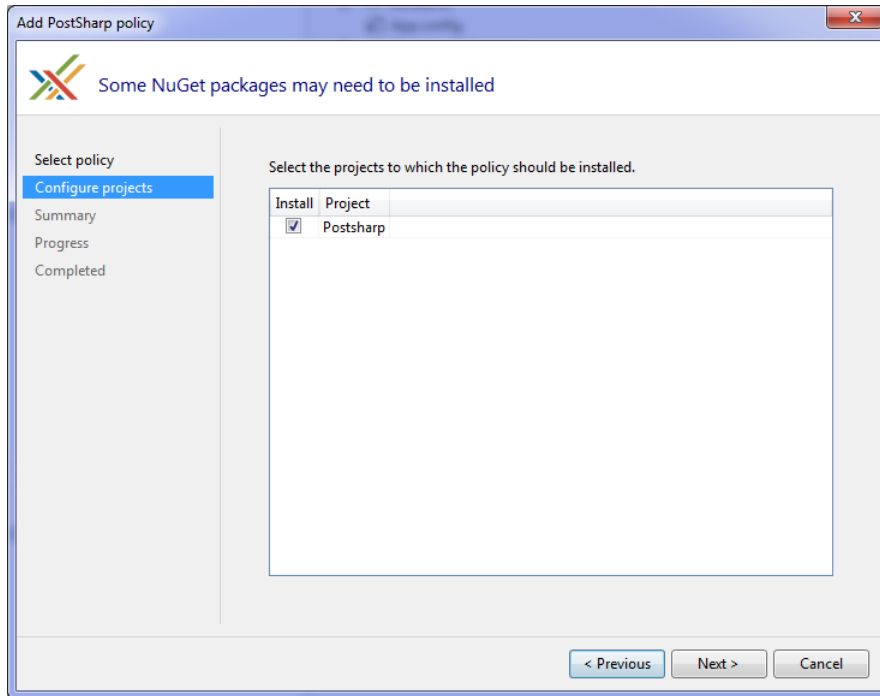 Add PostSharp policy
Some NuGet packages may need to be installed
Select policy
Configure projects
Summary
Progress
Completed
Select the projects to which the policy should be installed.
Install Project
Postsharp
< Previous Next > Cancel